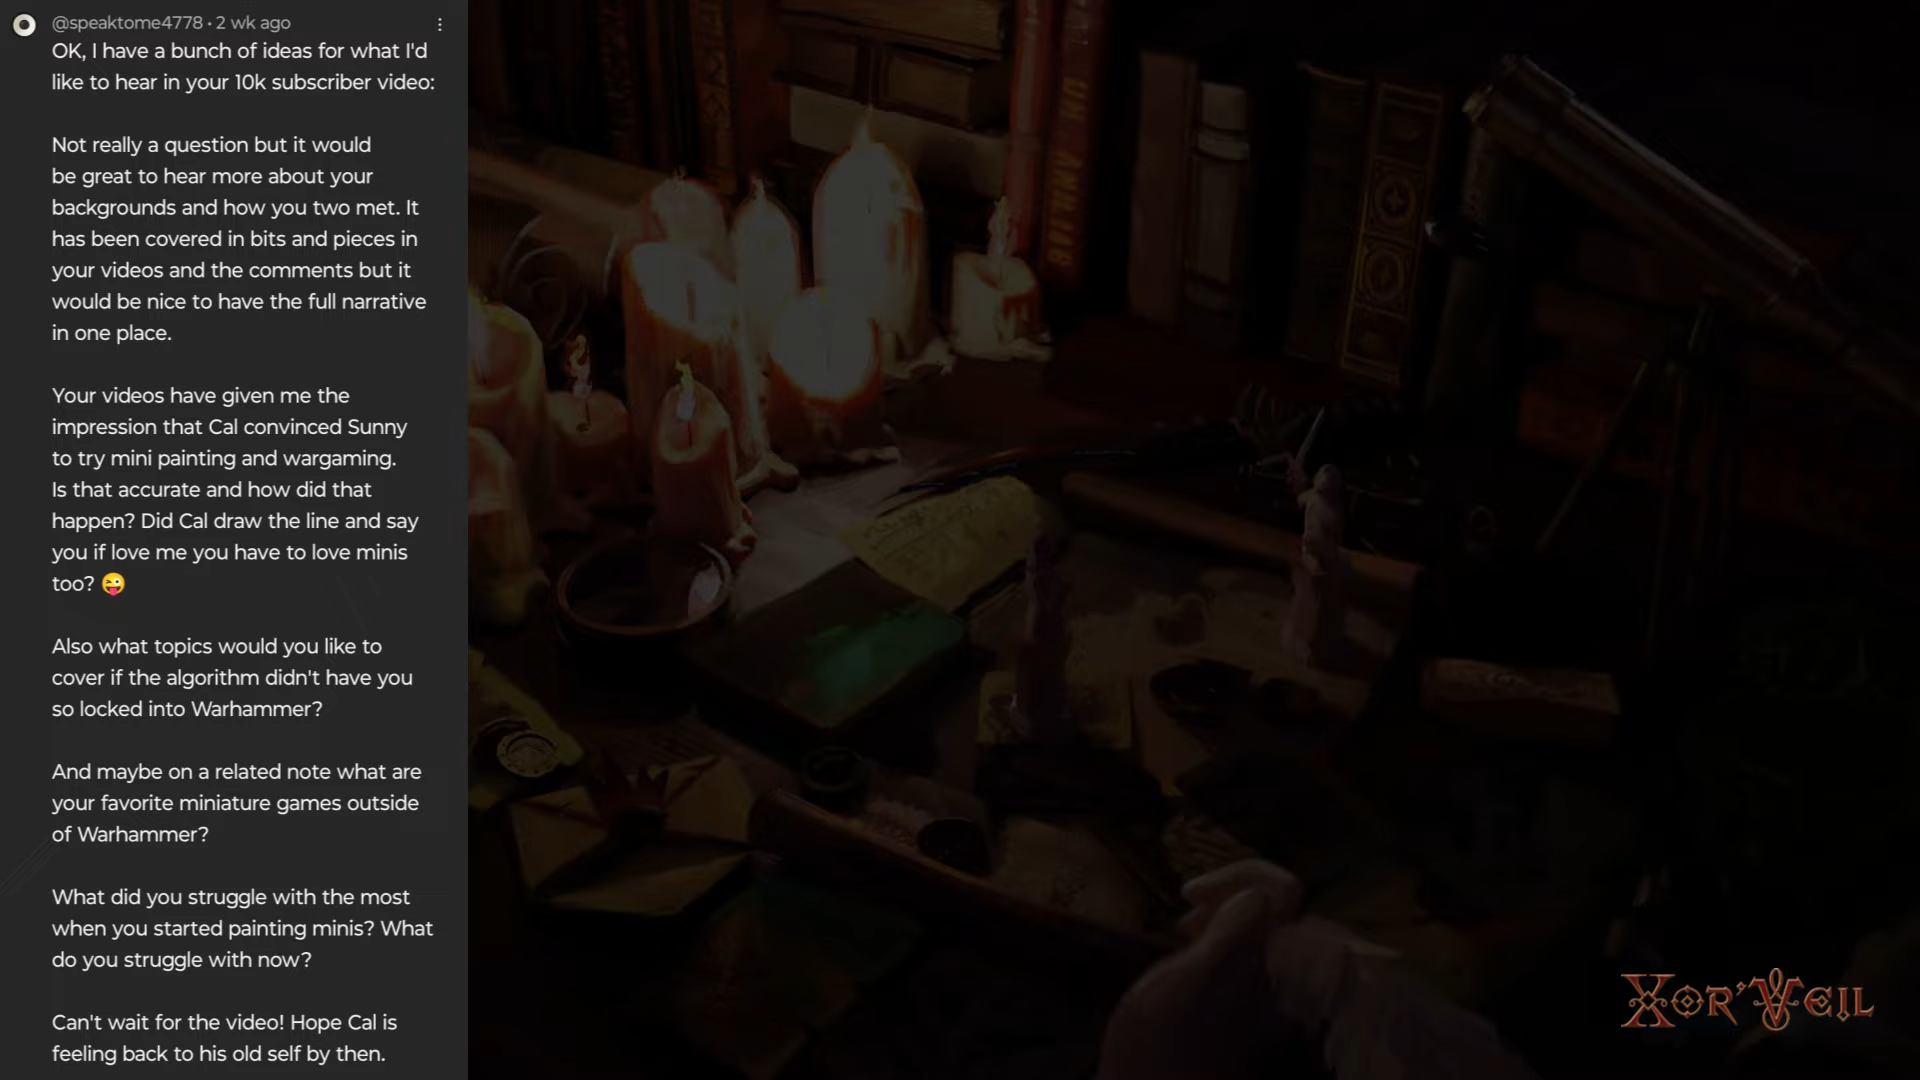 @speaktome4778 • 2 wk ago
OK, I have a bunch of ideas for what I'd
like to hear in your 10k subscriber video:
Not really a question but it would
be great to hear more about your
backgrounds and how you two met. It
has been covered in bits and pieces in
your videos and the comments but it
would be nice to have the full narrative
in one place.
Your videos have given me the
impression that Cal convinced Sunny
to try mini painting and wargaming.
Is that accurate and how did that
happen? Did Cal draw the line and say
you if love me you have to love minis
too? 😜
Also what topics would you like to
cover if the algorithm didn't have you
so locked into Warhammer?
And maybe on a related note what are
your favorite miniature games outside
of Warhammer?
What did you struggle with the most
when you started painting minis? What
do you struggle with now?
Can't wait for the video! Hope Cal is
feeling back to his old self by then.
XOR'VEIL